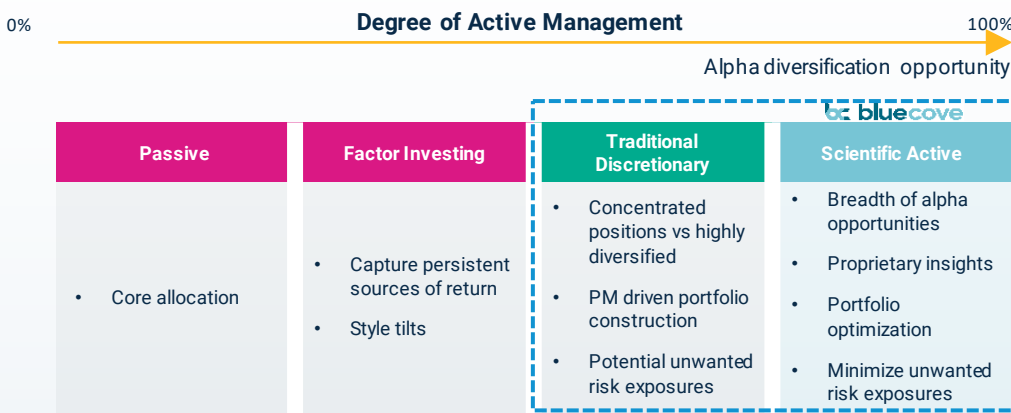 Degree of Active Management
0%
100%
Alpha diversification opportunity
bc bluecove
Passive
Factor Investing
Traditional
Discretionary
Scientific Active
• Core allocation
• Capture persistent
sources of return
• Style tilts
• Concentrated
positions vs highly
diversified
• PM driven portfolio
construction
• Potential unwanted
risk exposures
• Breadth of alpha
opportunities
• Proprietary insights
• Portfolio
optimization
• Minimize unwanted
risk exposures